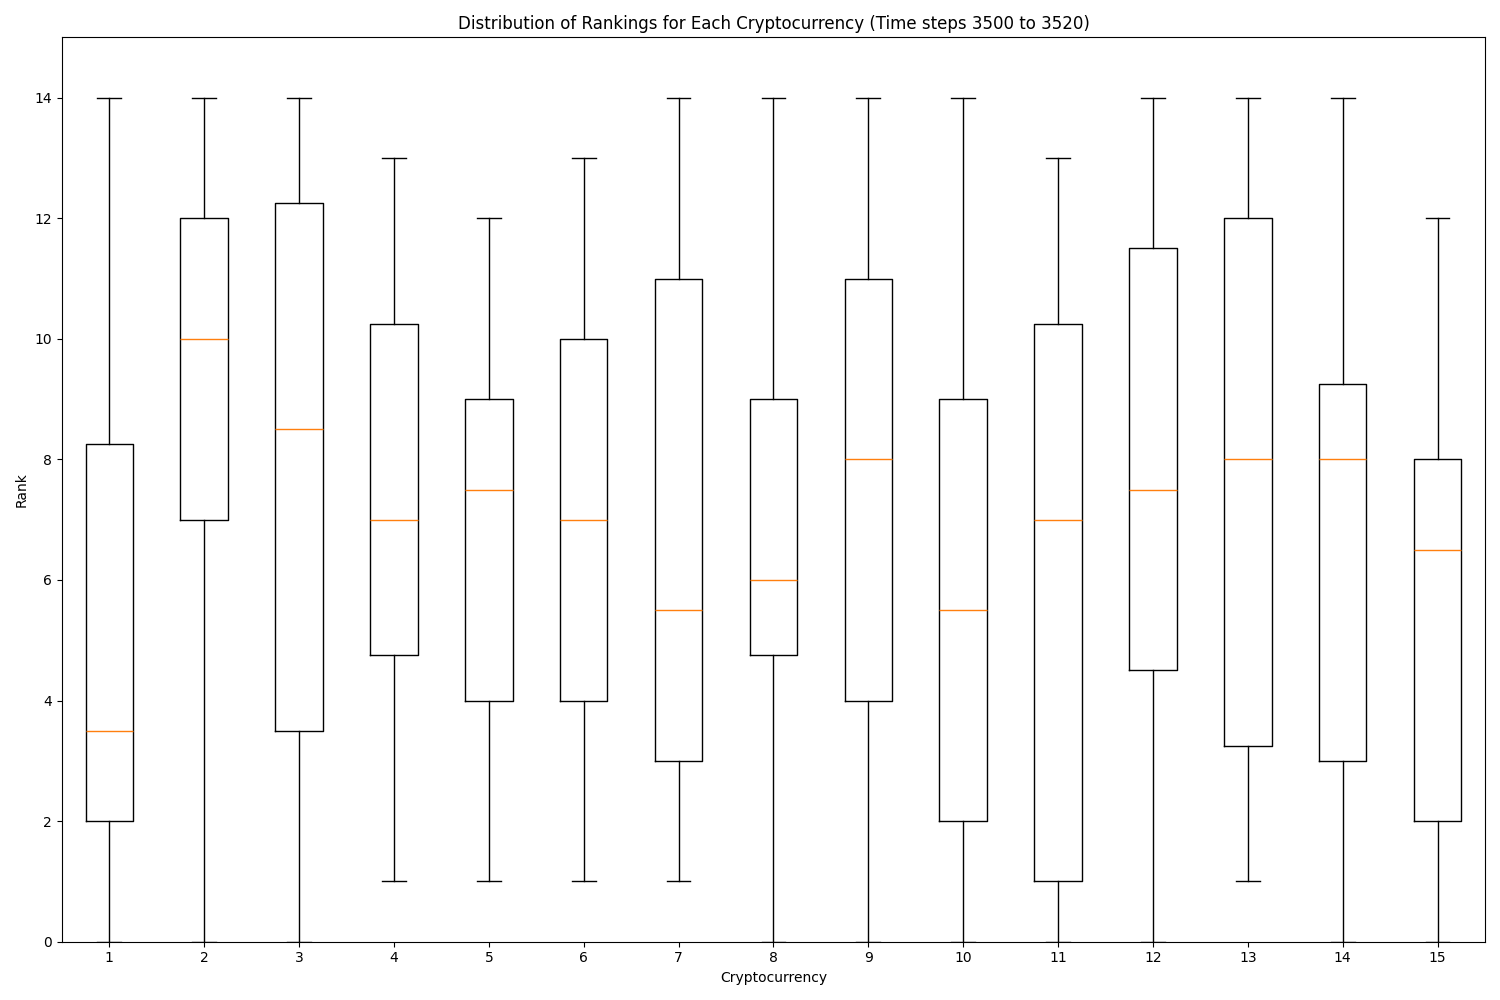 Distribution of Rankings for Each Cryptocurrency (Time steps 3500 to 3520)
Rank
14
12
10
8
6
4
2
0
1 2 3 4 5 6 7 8 9 10 11 12 13 14 15
Cryptocurrency